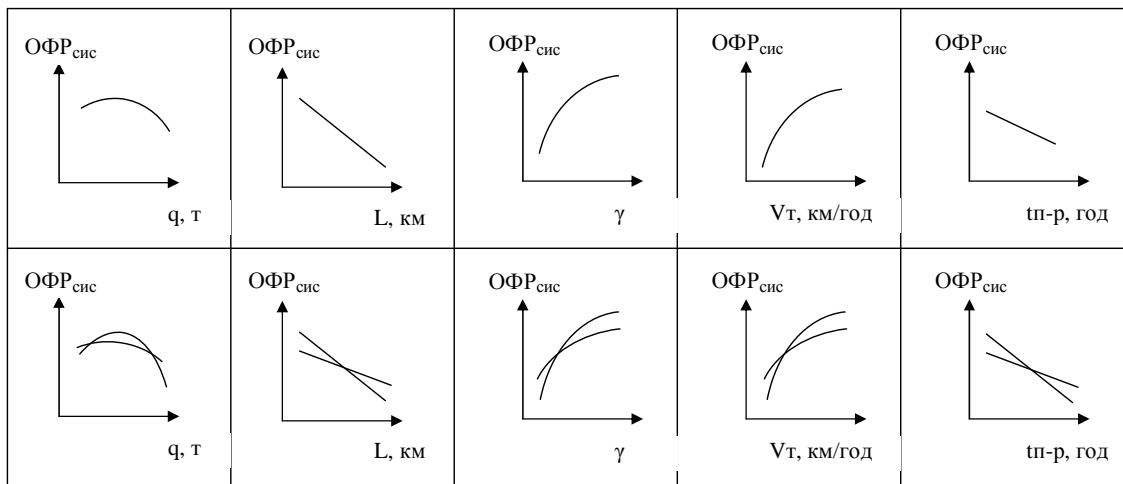 ОФРсис
q, т
ОФРсис
L, км
ОФРсис
γ
ОФРсис
Vт, км/год
ОФРсис
tп-р, год
ОФРсис
q, т
ОФРсис
L, км
ОФРсис
γ
ОФРсис
Vт, км/год
ОФРсис
tп-р, год